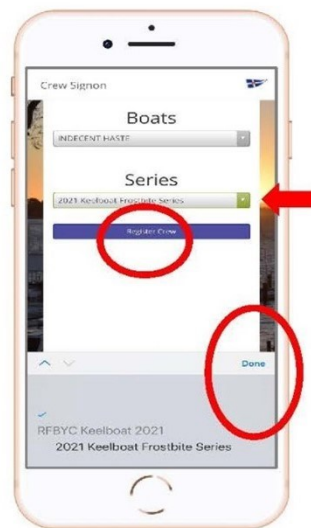 Crew Signon
Boats
INDECENT HASTE
Series
2021 Keelboat Frostbite Series
Register Crew
Done
RFBYC Keelboat 2021
2021 Keelboat Frostbite Series